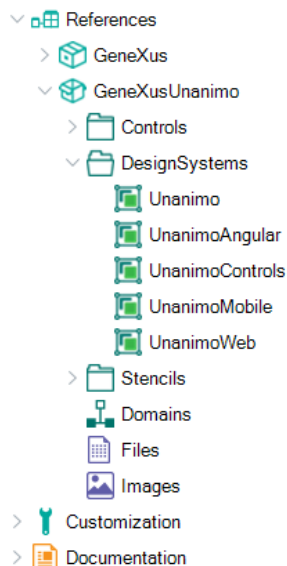 References
GeneXus
GeneXusUnanimo
Controls
DesignSystems
Unanimo
UnanimoAngular
UnanimoControls
UnanimoMobile
UnanimoWeb
Stencils
Domains
Files
Images
Customization
Documentation